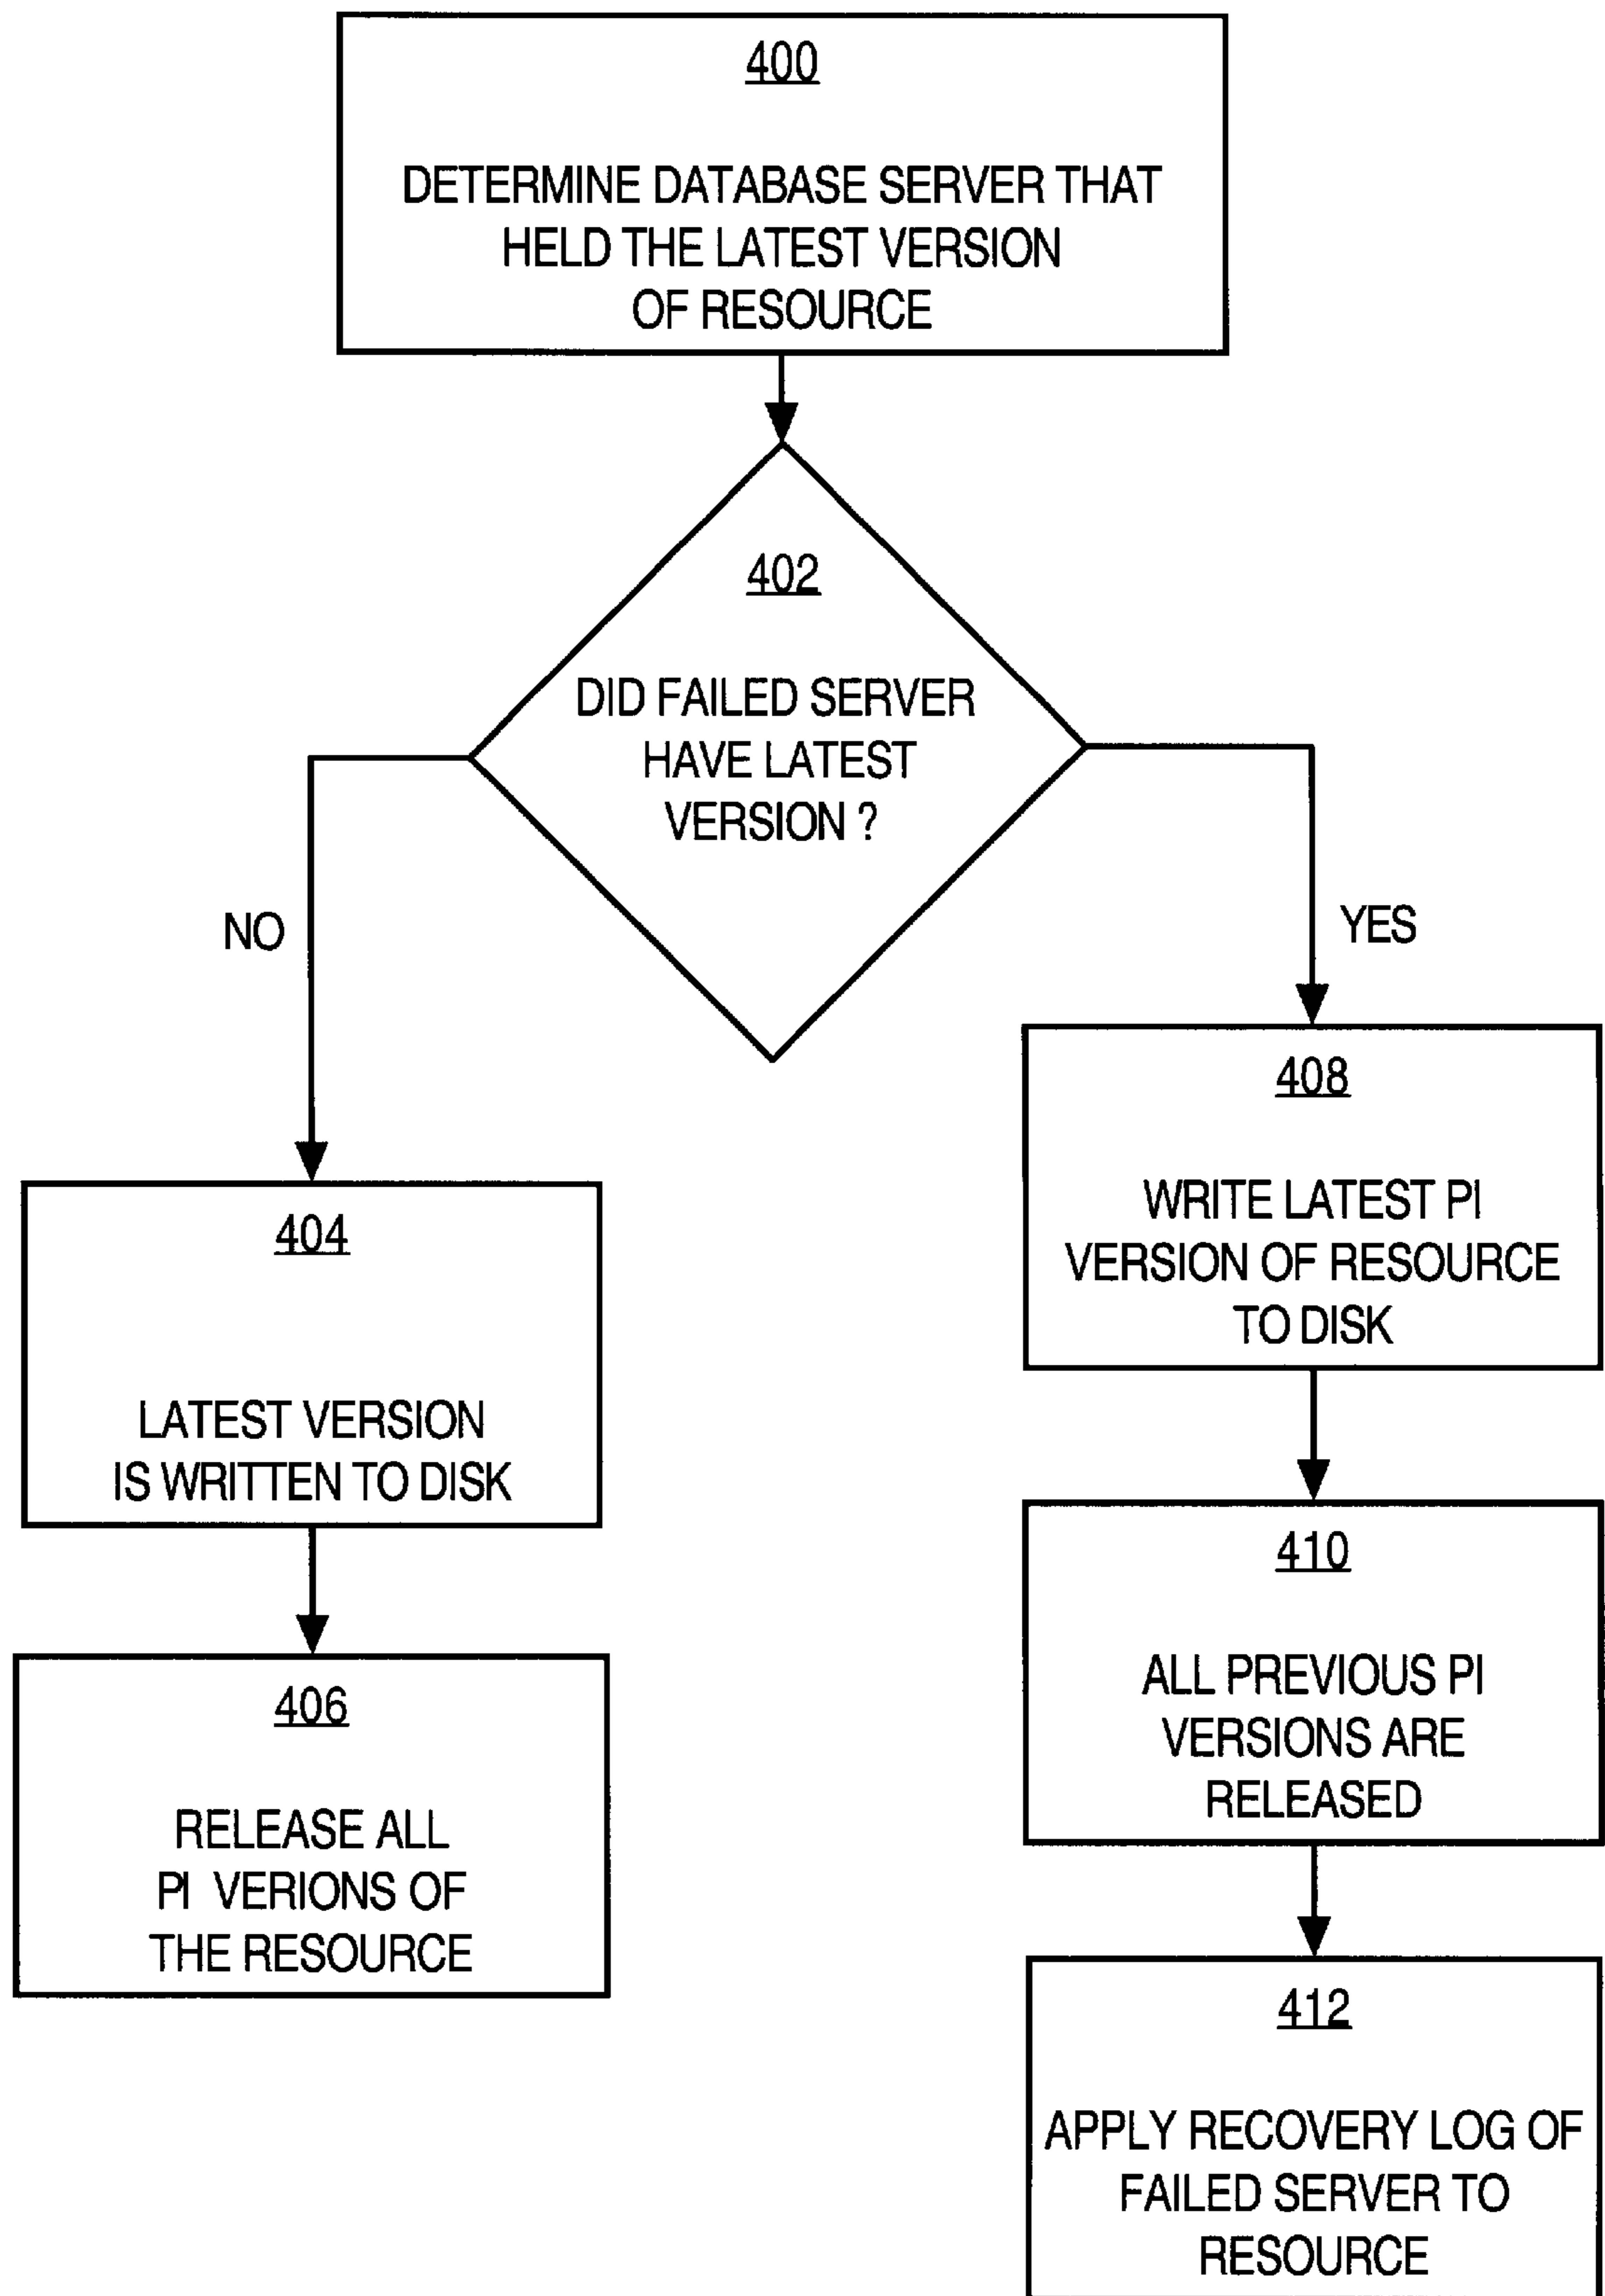 400
DETERMINE DATABASE SERVER THAT
HELD THE LATEST VERSION
OF RESOURCE
402
DID FAILED SERVER
HAVE LATEST
VERSION ?
NO
YES
404
LATEST VERSION
IS WRITTEN TO DISK
406
RELEASE ALL
PI VERIONS OF
THE RESOURCE
408
WRITE LATEST PI
VERSION OF RESOURCE
TO DISK
410
ALL PREVIOUS PI
VERSIONS ARE
RELEASED
412
APPLY RECOVERY LOG OF
FAILED SERVER TO
RESOURCE